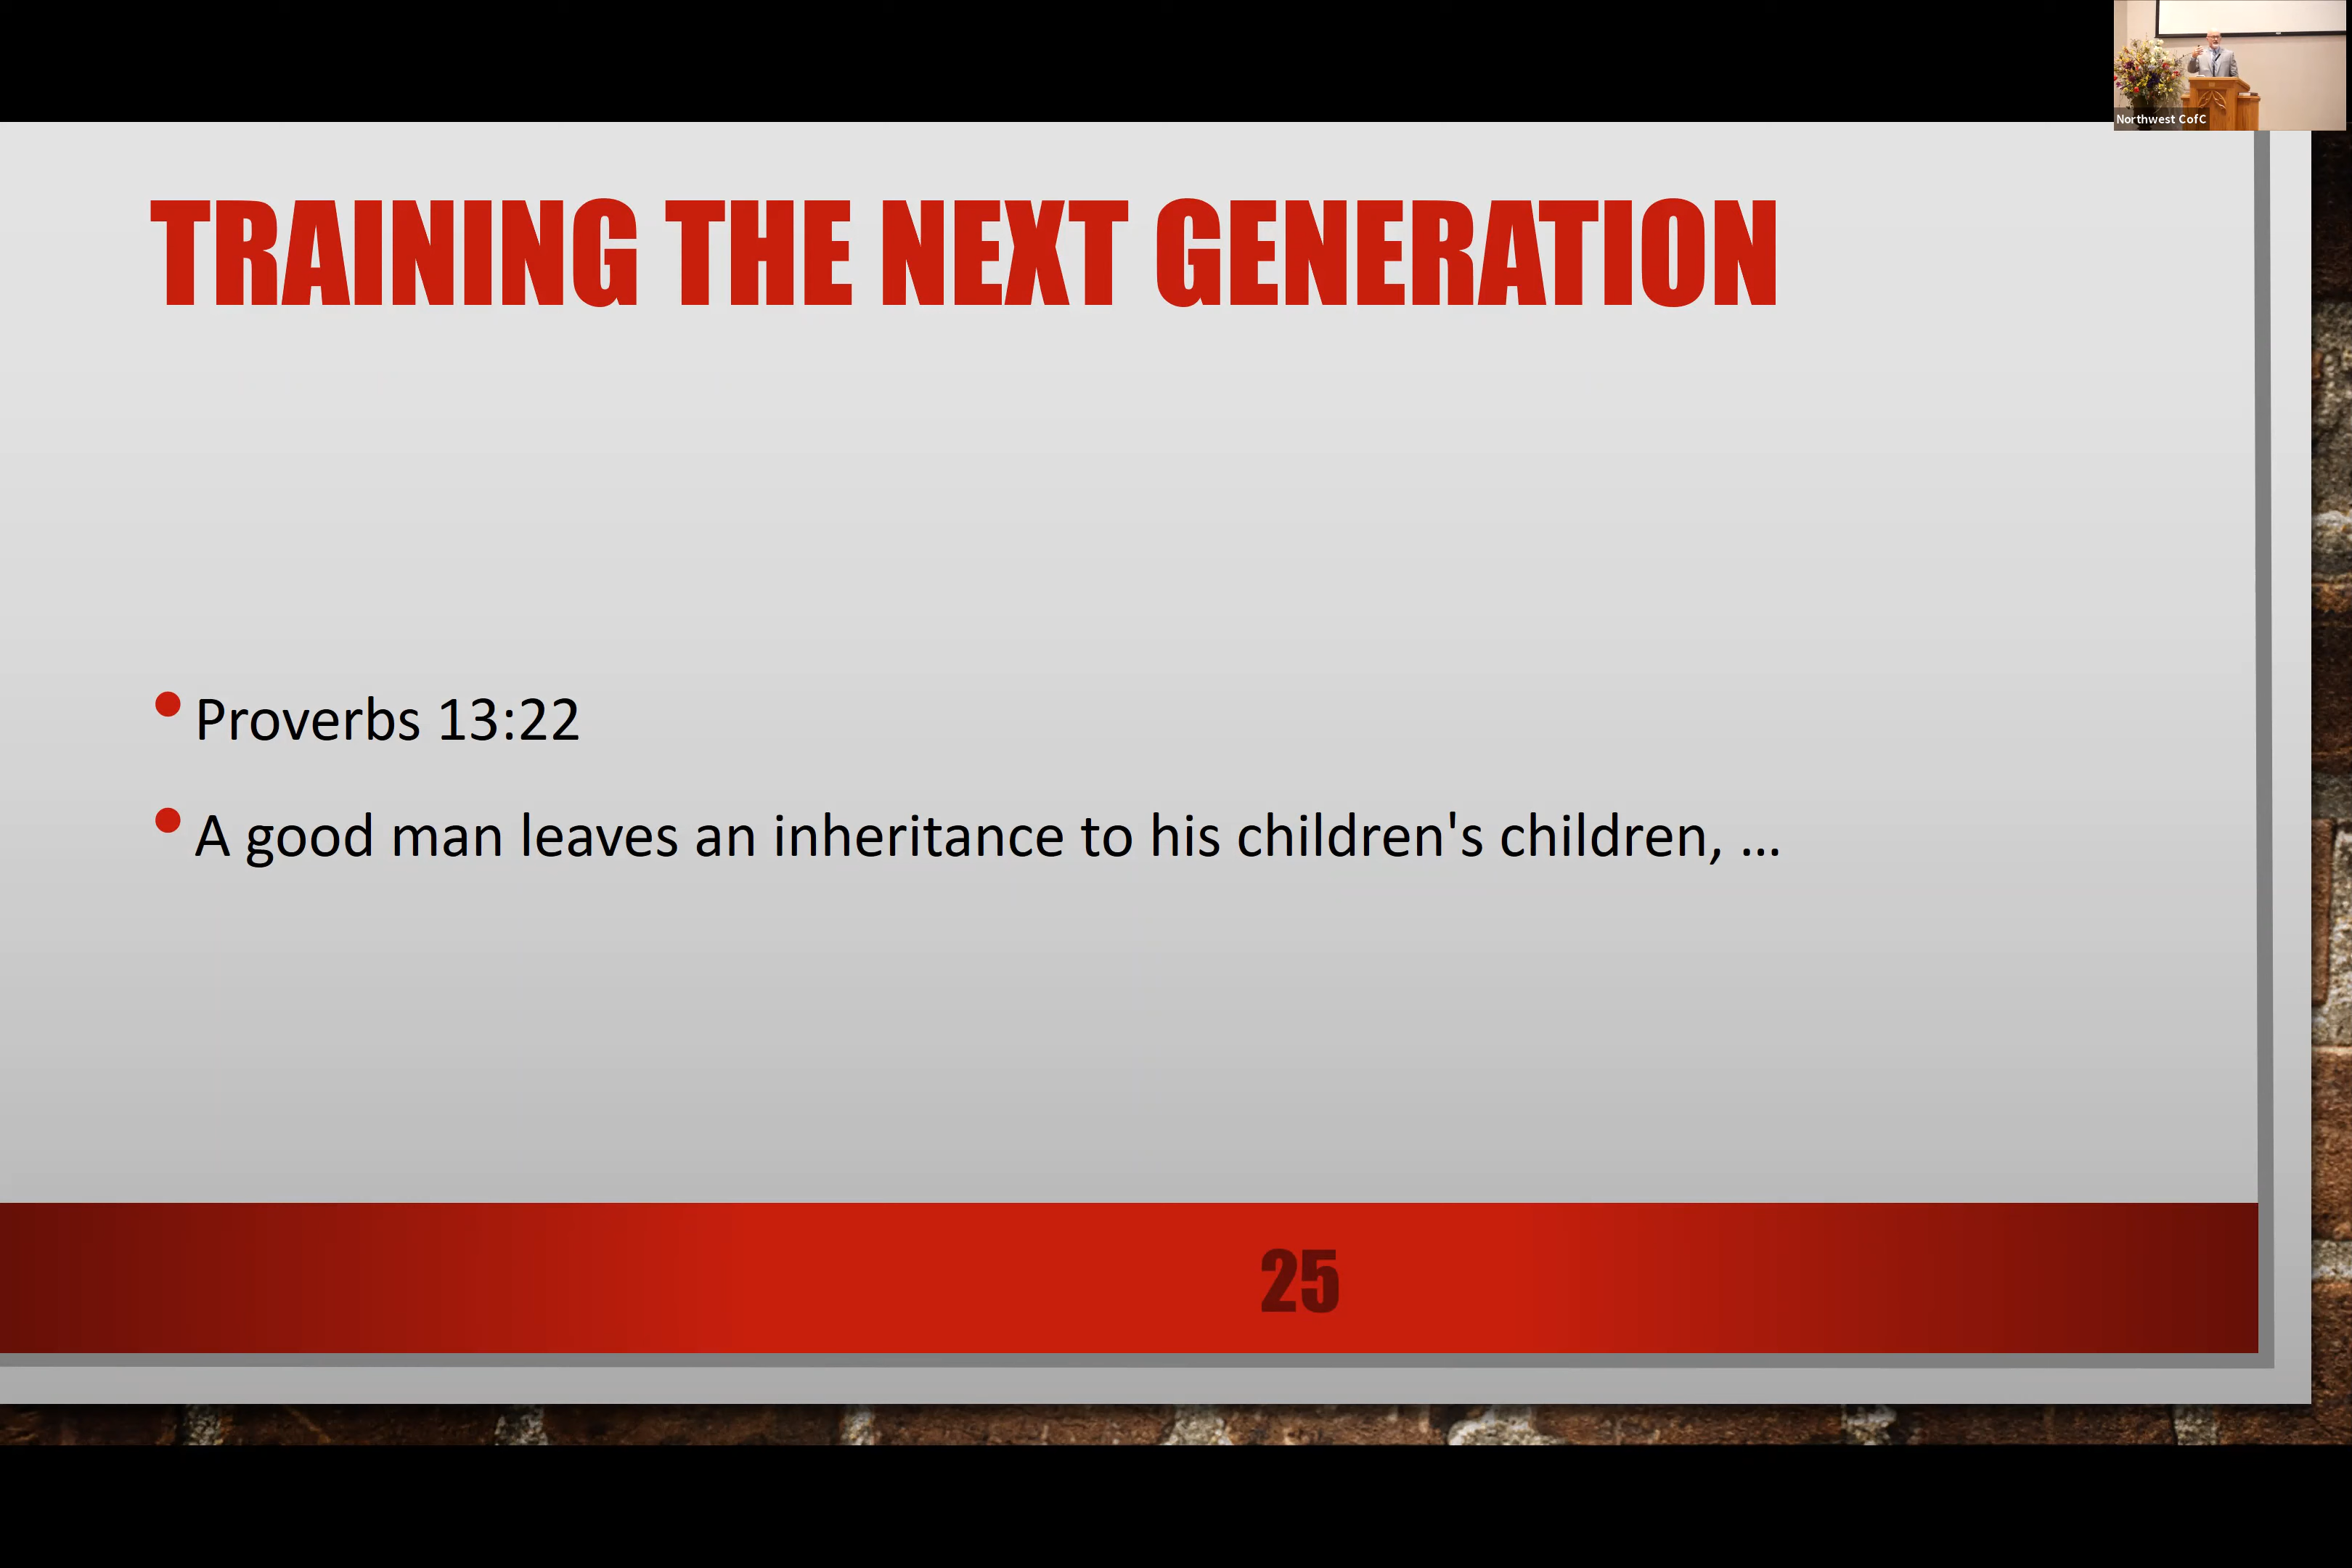 Northwest CofC
TRAINING THE NEXT GENERATION
Proverbs 13:22
A good man leaves an inheritance to his children's children, ...
25